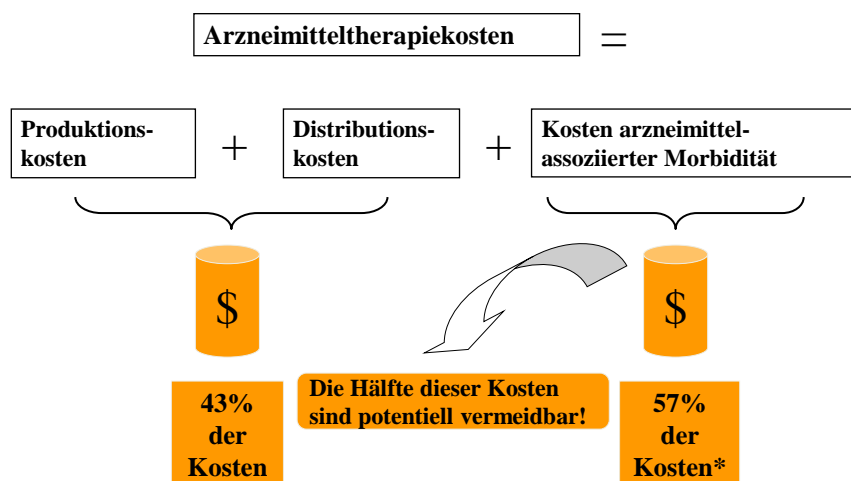 Arzneimitteltherapiekosten =
Produktions-
kosten
+
Distributions-
kosten
+
Kosten arzneimittel-
assoziierter Morbidität
$
$
43%
der
Kosten
Die Hälfte dieser Kosten
sind potentiell vermeidbar!
57%
der
Kosten*